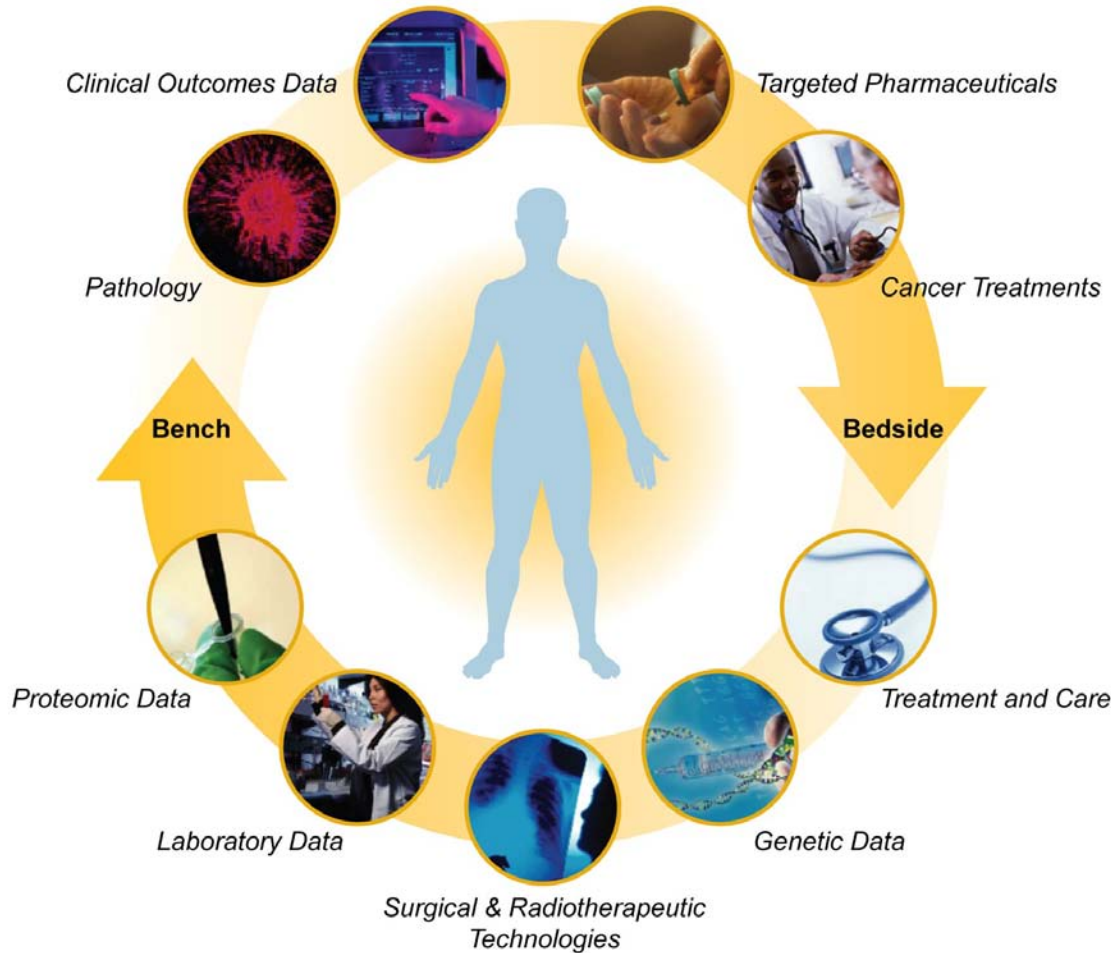 Clinical Outcomes Data
Targeted Pharmaceuticals
Pathology
Cancer Treatments
Bench
Bedside
Proteomic Data
Treatment and Care
Laboratory Data
Genetic Data
Surgical & Radiotherapeutic
Technologies